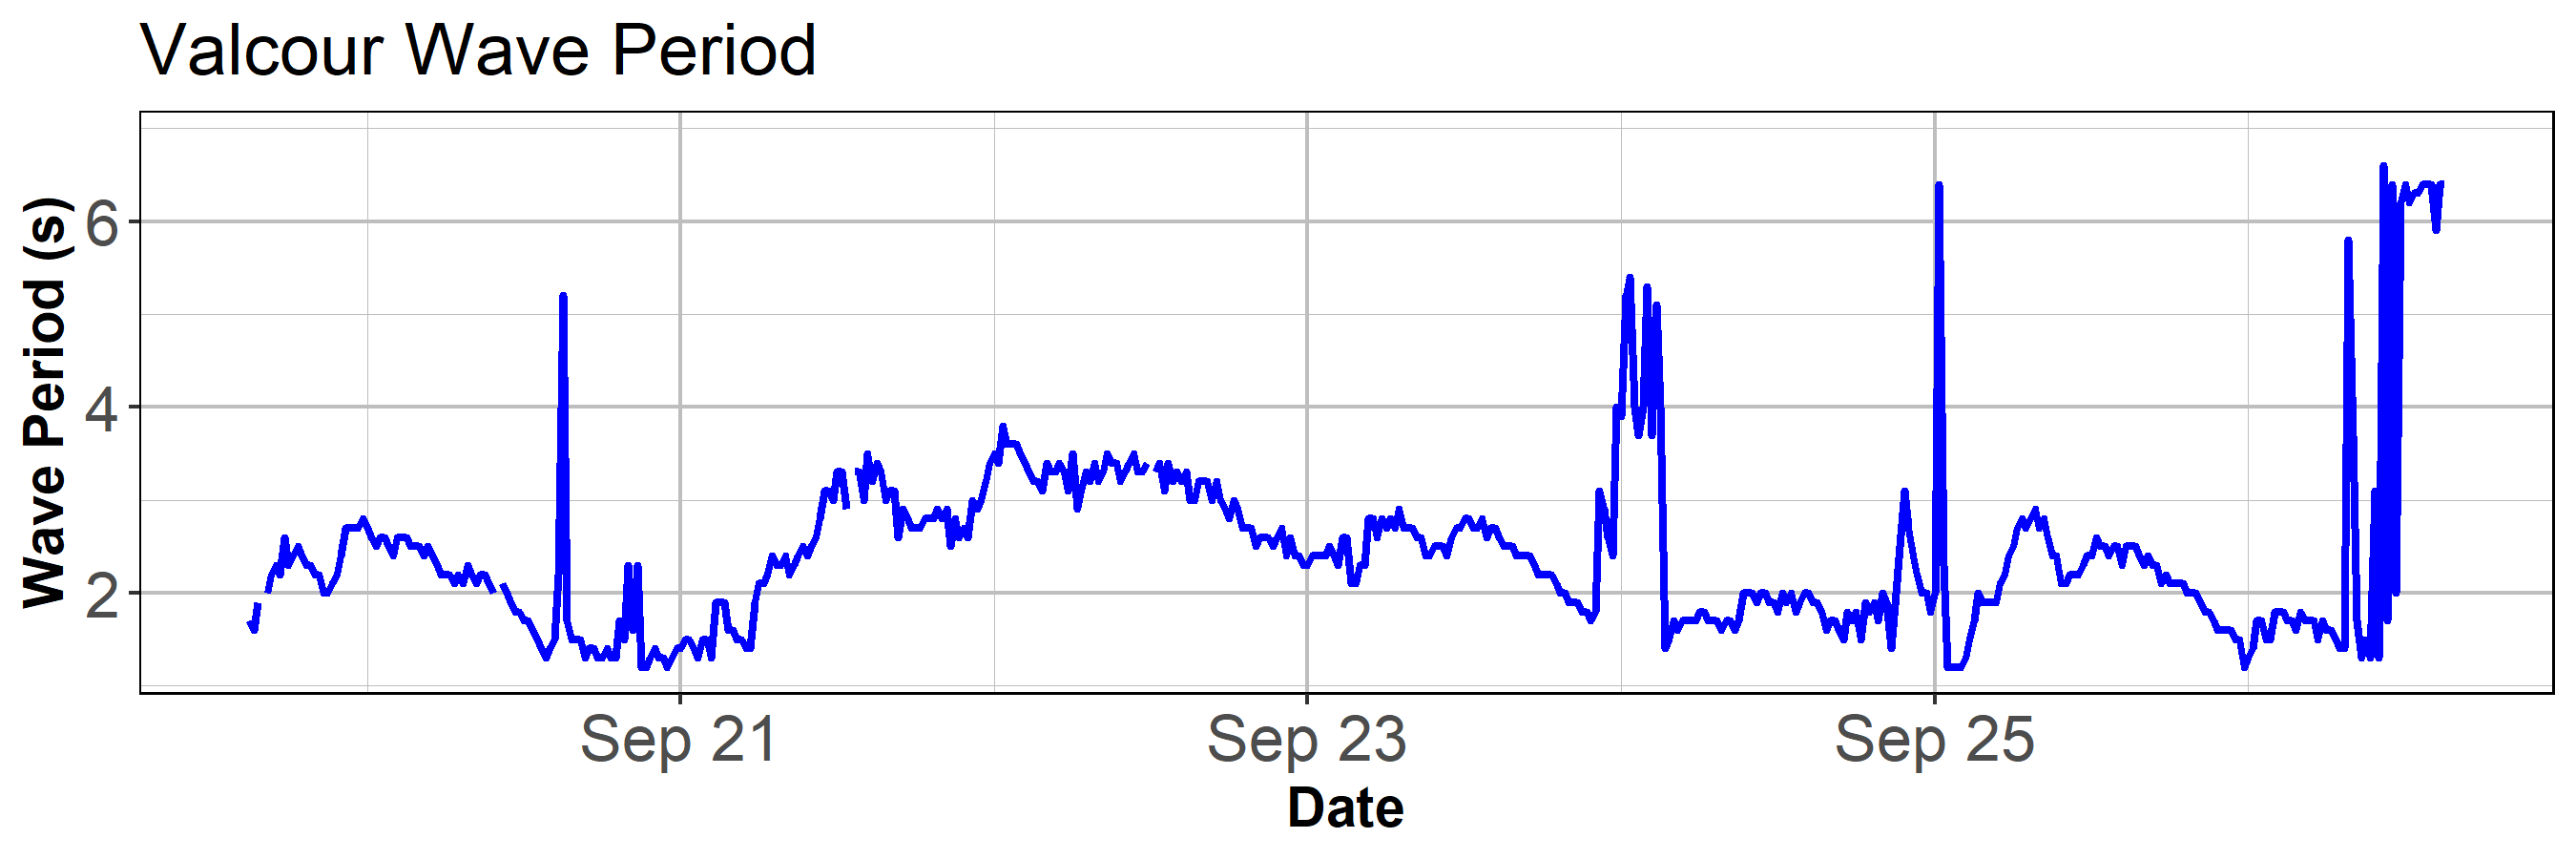 Valcour Wave Period
Wave Period (s)
6
4
2
Sep 21
Sep 23
Sep 25
Date